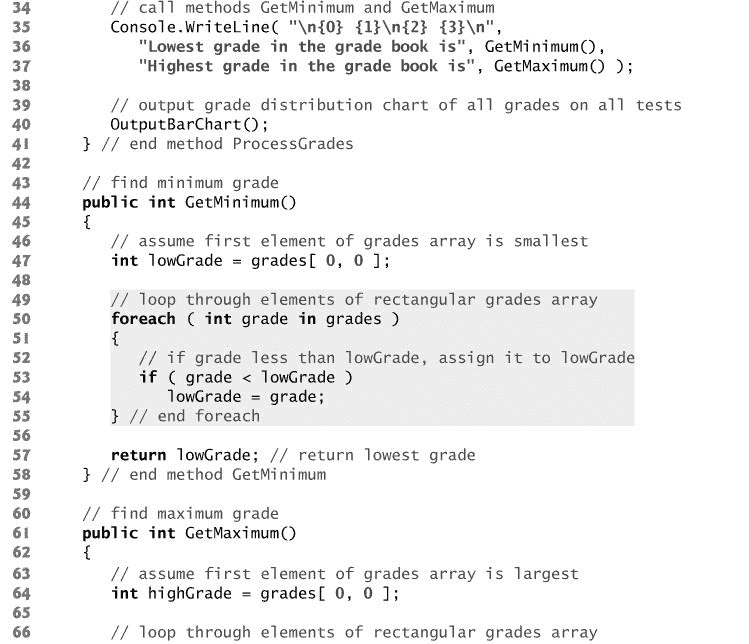 34 // call methods GetMinimum and GetMaximum
35 Console.WriteLine( "\n{0} {1}\n{2} {3}\n",
36 "Lowest grade in the grade book is", GetMinimum(),
37 "Highest grade in the grade book is", GetMaximum() );
38
39 // output grade distribution chart of all grades on all tests
40 OutputBarChart();
41 } // end method ProcessGrades
42
43 // find minimum grade
44 public int GetMinimum()
45 {
46 // assume first element of grades array is smallest
47 int lowGrade = grades[ 0, 0 ];
48
49 // loop through elements of rectangular grades array
50 foreach ( int grade in grades )
51 {
52 // if grade less than lowGrade, assign it to lowGrade
53 if ( grade < lowGrade )
54 lowGrade = grade;
55 } // end foreach
56
57 return lowGrade; // return lowest grade
58 } // end method GetMinimum
59
60 // find maximum grade
61 public int GetMaximum()
62 {
63 // assume first element of grades array is largest
64 int highGrade = grades[ 0, 0 ];
65
66 // loop through elements of rectangular grades array